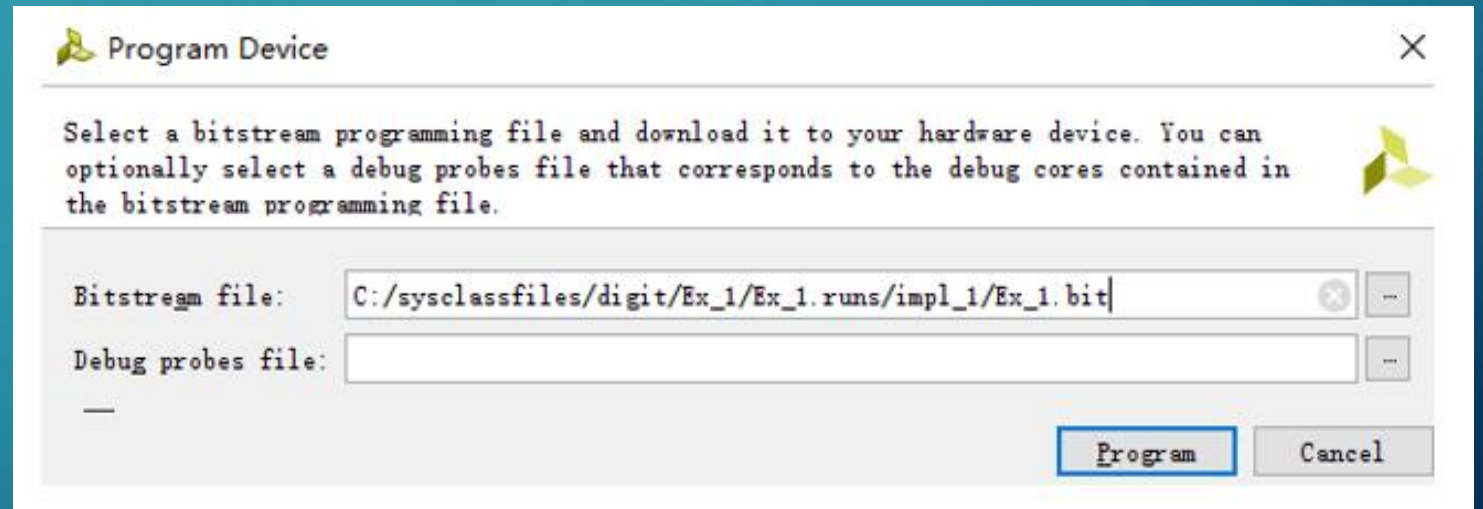 Program Device
Select a bitstream programming file and download it to your hardware device. You can
optionally select a debug probes file that corresponds to the debug cores contained in
the bitstream programming file.
Bitstream file: C:/sysclassfiles/digit/Ex_1/Ex_1.runs/impl_1/Ex_1.bit ...
Debug probes file: ...
Program Cancel